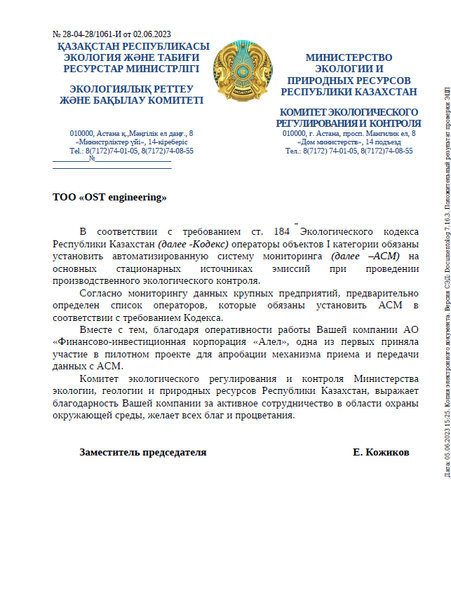 № 28-04-28/1061-И от 02.06.2023
ҚАЗАҚСТАН РЕСПУБЛИКАСЫ
ЭКОЛОГИЯ ЖӘНЕ ТАБИҒИ
РЕСУРСТАР МИНИСТРЛІГІ
ЭКОЛОГИЯЛЫҚ РЕТТЕУ
ЖӘНЕ БАҚЫЛАУ КОМИТЕТІ
010000, Астана қ.,Мәңгілік ел даңғ., 8
«Министрліктер үйі», 14-кіреберіс
Tel.: 8(7172)74-01-05, 8(7172)74-08-55
№
МИНИСТЕРСТВО
ЭКОЛОГИИ И
ПРИРОДНЫХ РЕСУРСОВ
РЕСПУБЛИКИ КАЗАХСТАН
КОМИТЕТ ЭКОЛОГИЧЕСКОГО
РЕГУЛИРОВАНИЯ И КОНТРОЛЯ
010000, г. Астана, просп. Мангилик ел, 8
«Дом министерств», 14 подъезд
Тел.: 8(7172)74-01-05, 8(7172)74-08-55
ТОО «OST engineering»
В соответствии с требованием ст. 184 Экологического кодекса
Республики Казахстан (далее -Кодекс) операторы объектов I категории обязаны
установить автоматизированную систему мониторинга (далее –АСМ) на
основных стационарных источниках эмиссий при проведении
производственного экологического контроля.
Согласно мониторингу данных крупных предприятий, предварительно
определен список операторов, которые обязаны установить АСМ в
соответствии с требованием Кодекса.
Вместе с тем, благодаря оперативности работы Вашей компании АО
«Финансово-инвестиционная корпорация «Алел», одна из первых приняла
участие в пилотном проекте для апробации механизма приема и передачи
данных с АСМ.
Комитет экологического регулирования и контроля Министерства
экологии, геологии и природных ресурсов Республики Казахстан, выражает
благодарность Вашей компании за активное сотрудничество в области охраны
окружающей среды, желает всех благ и процветания.
Заместитель председателя Е. Кожиков
Дата: 05.06.2023 15:25. Копия электронного документа. Версия СЭД: Documentolog 7.16.3. Положительный результат проверки ЭЦП